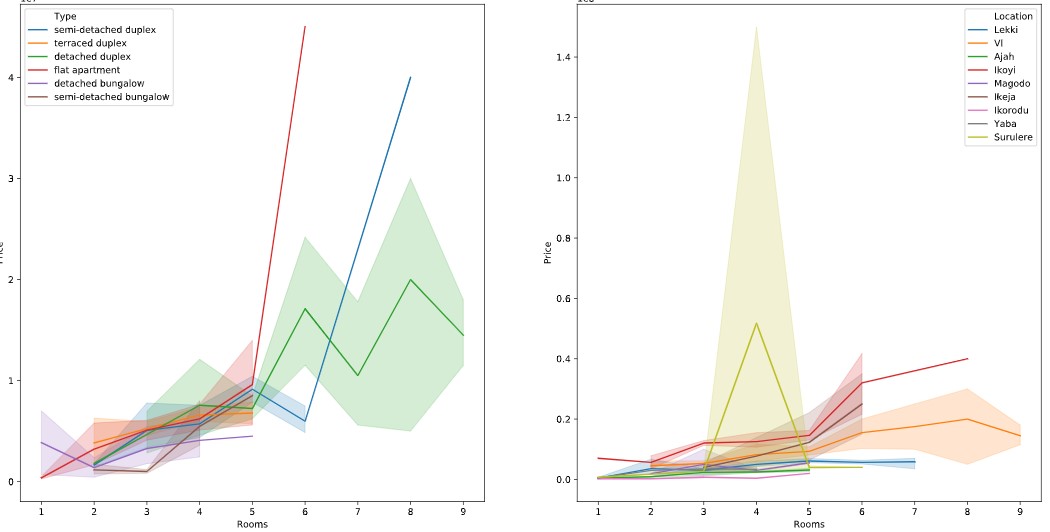 Type
semi-detached duplex
terraced duplex
detached duplex
flat apartment
detached bungalow
semi-detached bungalow
4
3
2
1
0
1 2 3 4 5 6 7 8 9
Rooms
Location
Lekki
VI
Ajah
Ikoyi
Magodo
Ikeja
Ikorodu
Yaba
Surulere
Price
1.4
1.2
1.0
0.8
0.6
0.4
0.2
0.0
1 2 3 4 5 6 7 8 9
Rooms